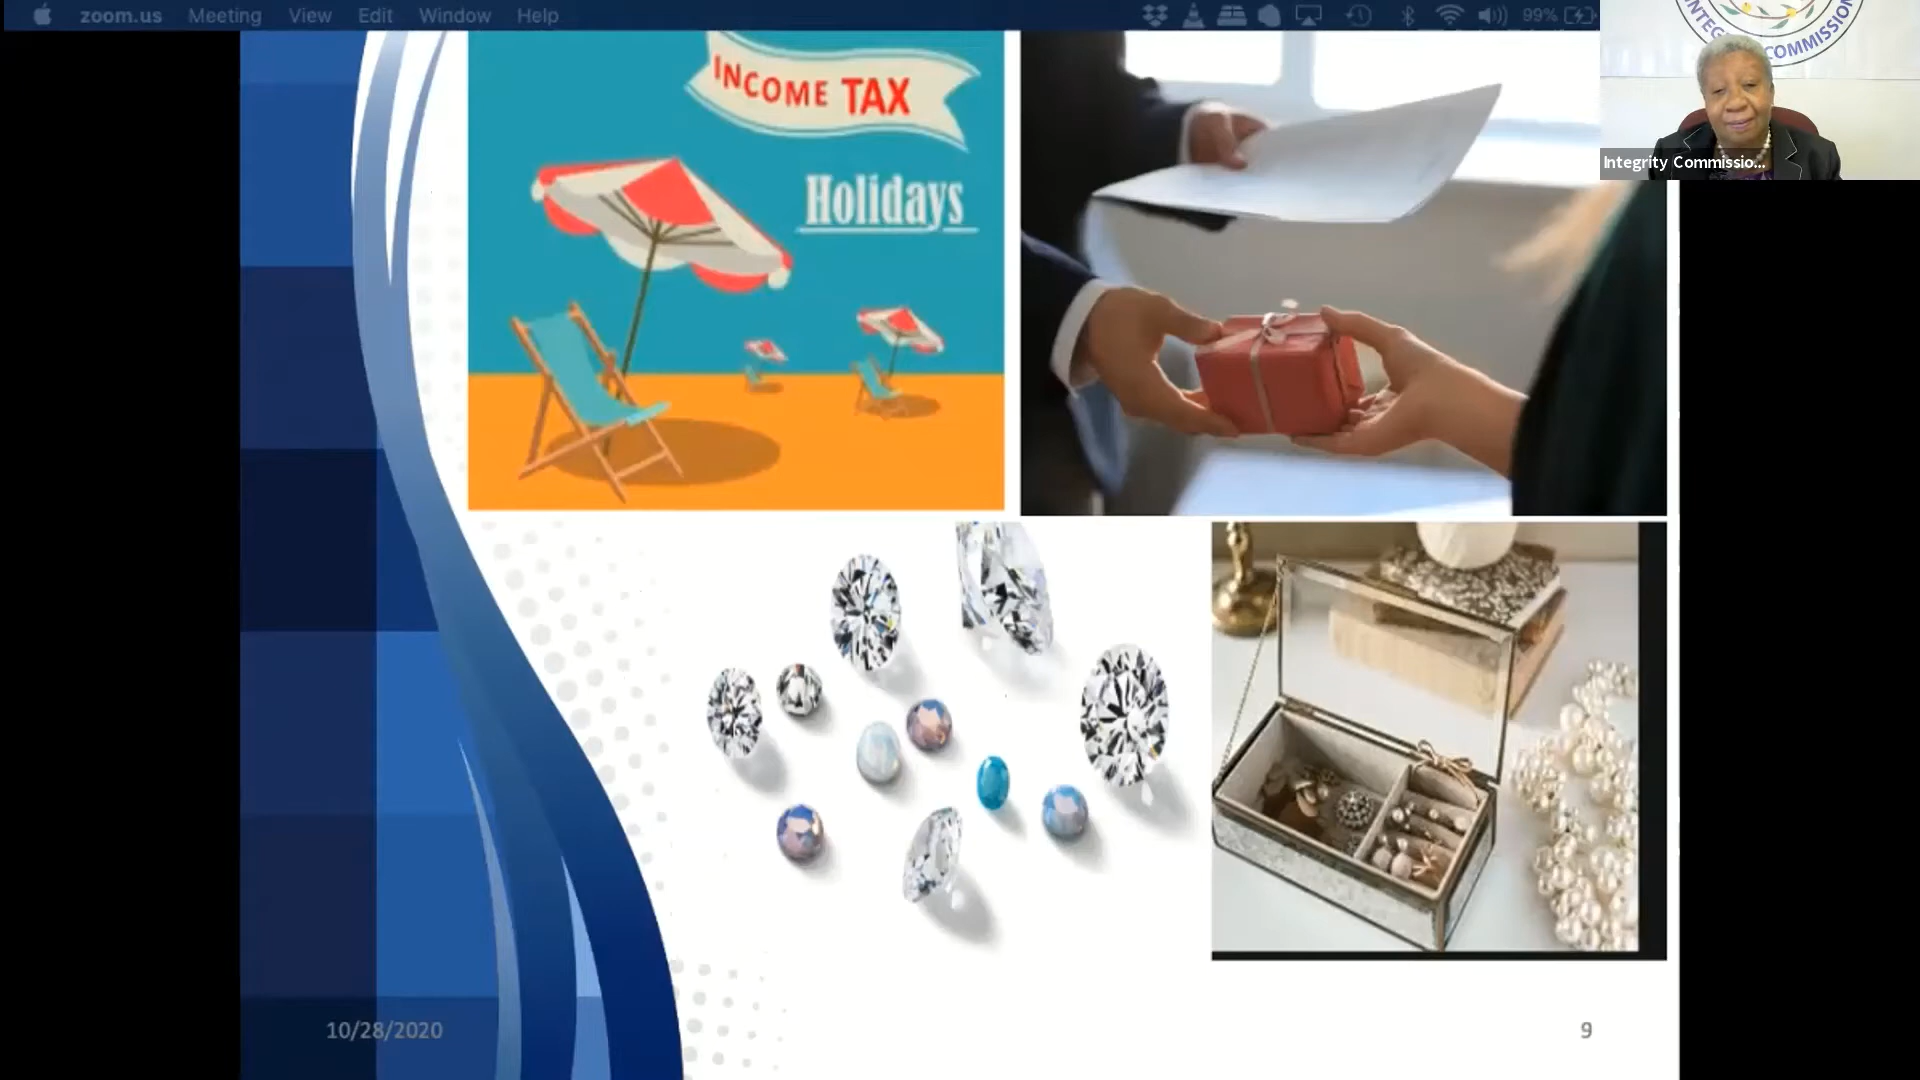 zoom.us Meeting View Edit Window Help 99%
INTEGRITY COMMISSION
Integrity Commissio...
INCOME TAX
Holidays
10/28/2020
9